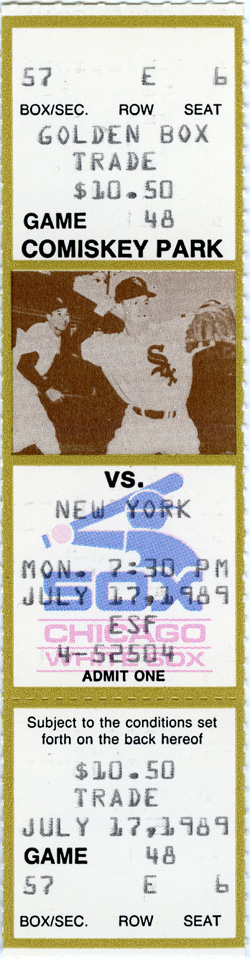 57 E 6
BOX/SEC. ROW SEAT
GOLDEN BOX
TRADE
$10.50
GAME 48
COMISKEY PARK
SOX
VS.
NEW YORK
MON. 7:30 PM
JULY 17,1989
SOX
ESF
CHICAGO
4-52504
WHITE SOX
ADMIT ONE
Subject to the conditions set
forth on the back hereof
$10.50
TRADE
JULY 17,1989
GAME 48
57 E 6
BOX/SEC. ROW SEAT